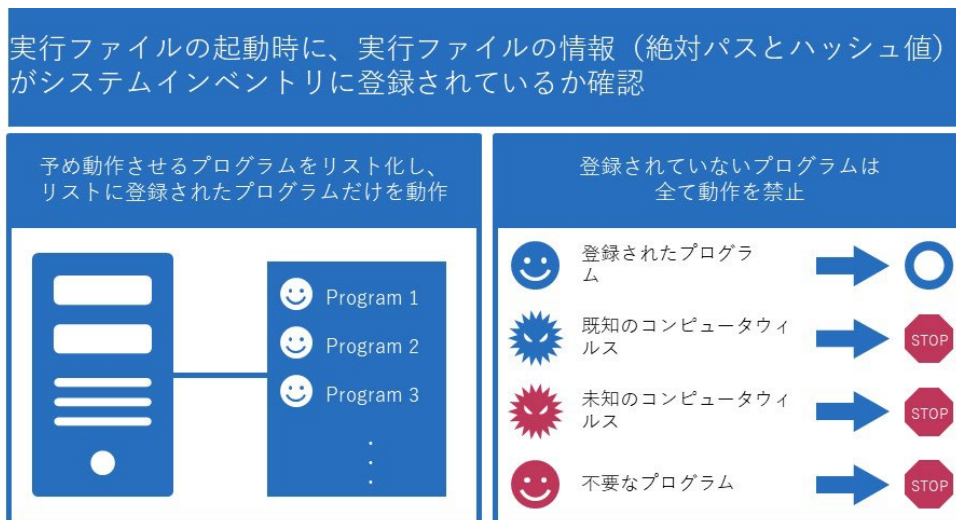 実行ファイルの起動時に、実行ファイルの情報（絶対パスとハッシュ値）
がシステムインベントリに登録されているか確認
予め動作させるプログラムをリスト化し、
リストに登録されたプログラムだけを動作
Program 1
Program 2
Program 3
.
.
.
登録されていないプログラムは
全て動作を禁止
登録されたプログラ
ム
既知のコンピュータウィ
ルス
STOP
未知のコンピュータウィ
ルス
STOP
不要なプログラム
STOP